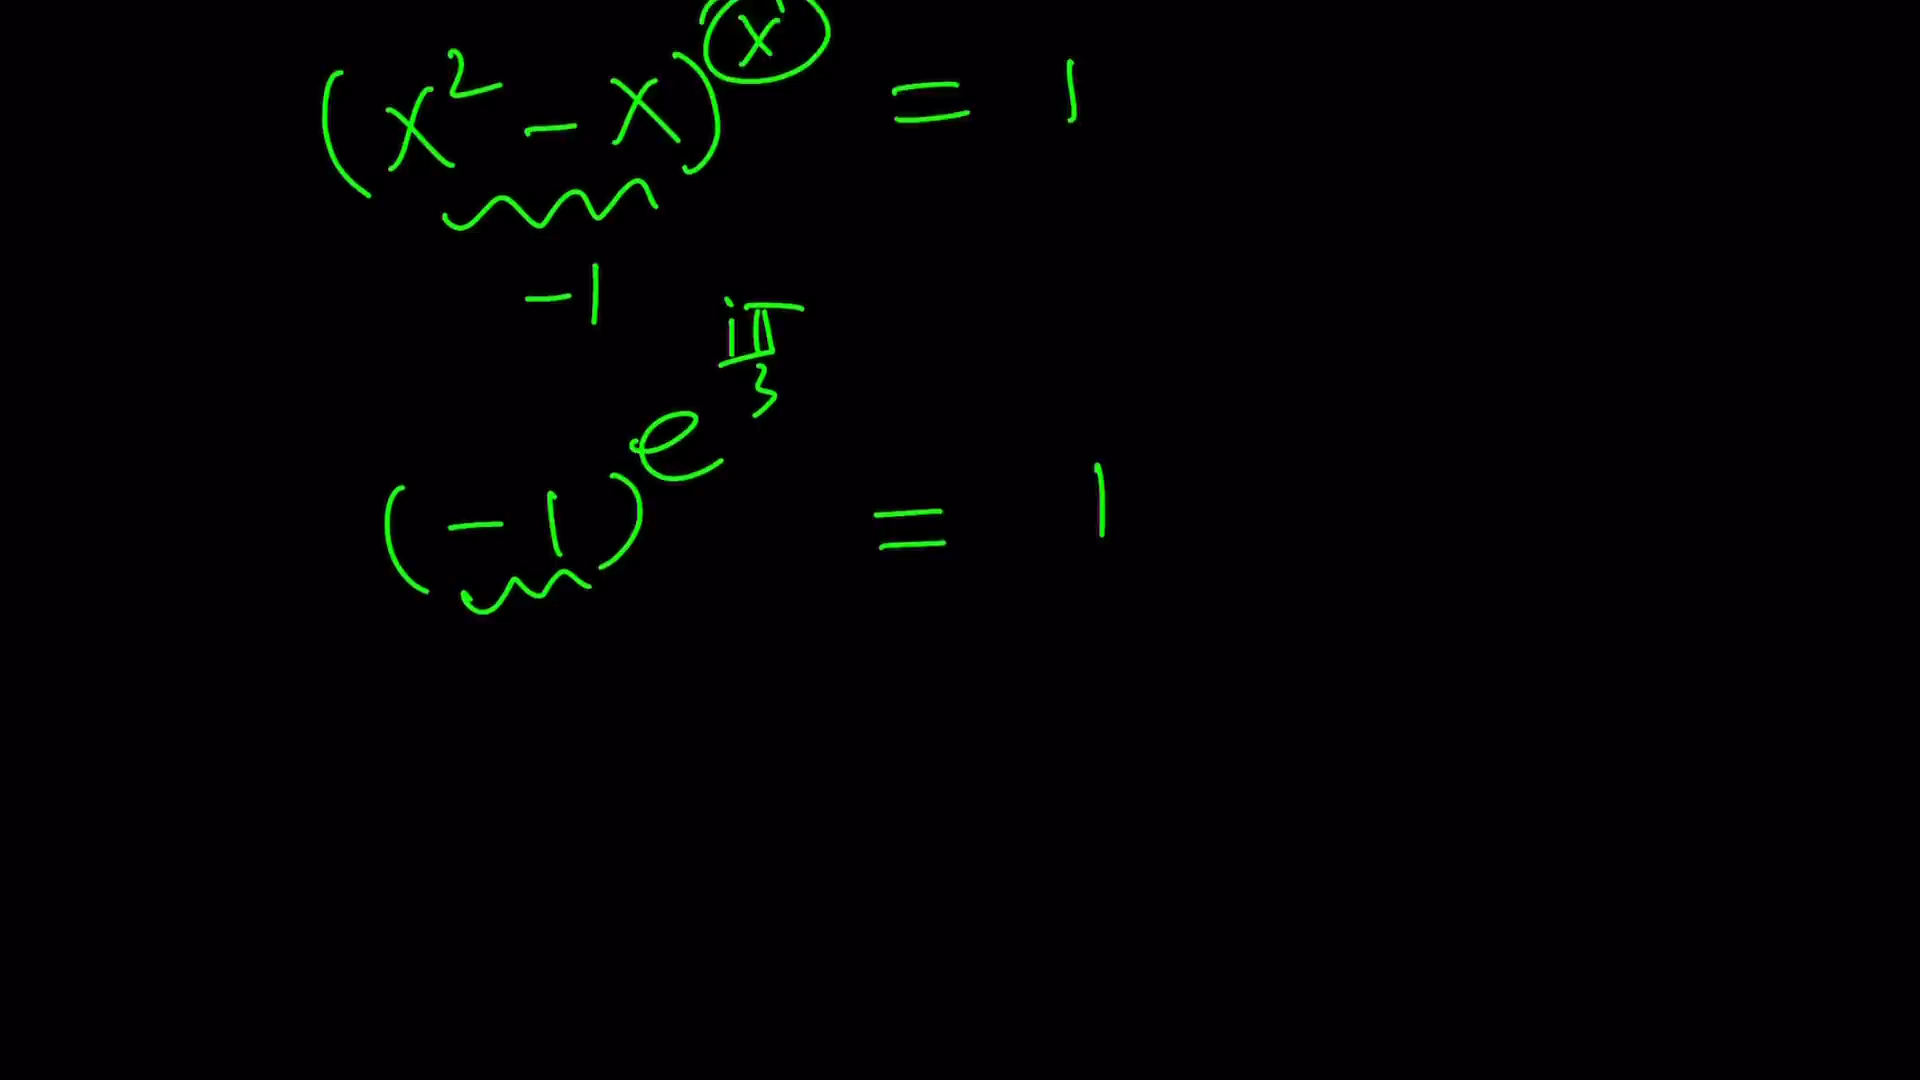 (x² - x)^x = 1
-1
(-1)^e^(iπ/3) = 1